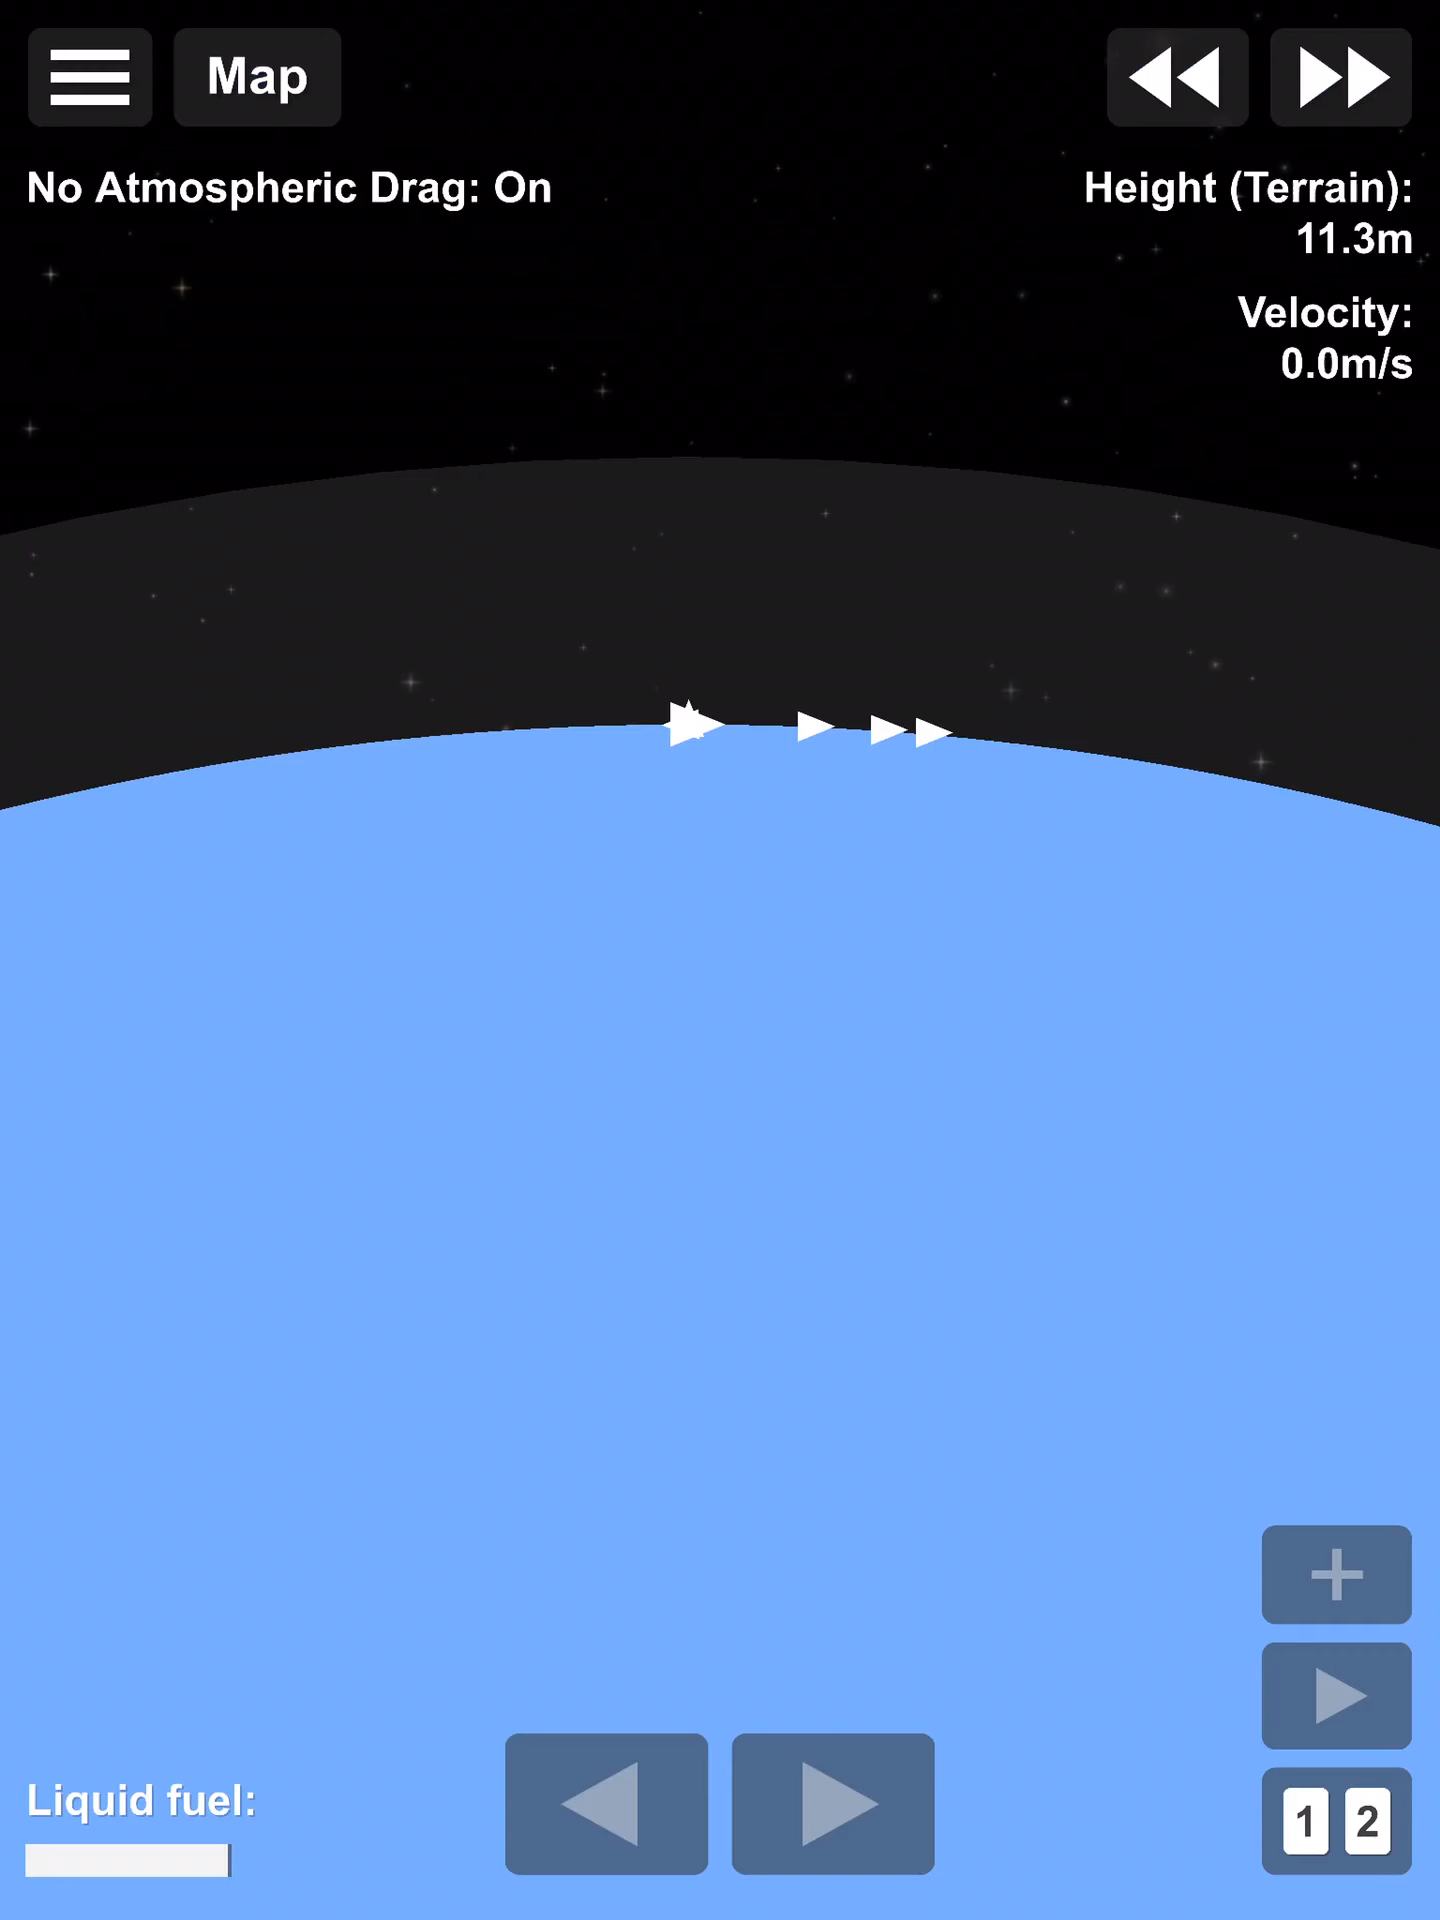 Map
No Atmospheric Drag: On
Height (Terrain):
11.3m
Velocity:
0.0m/s
Liquid fuel:
1 2